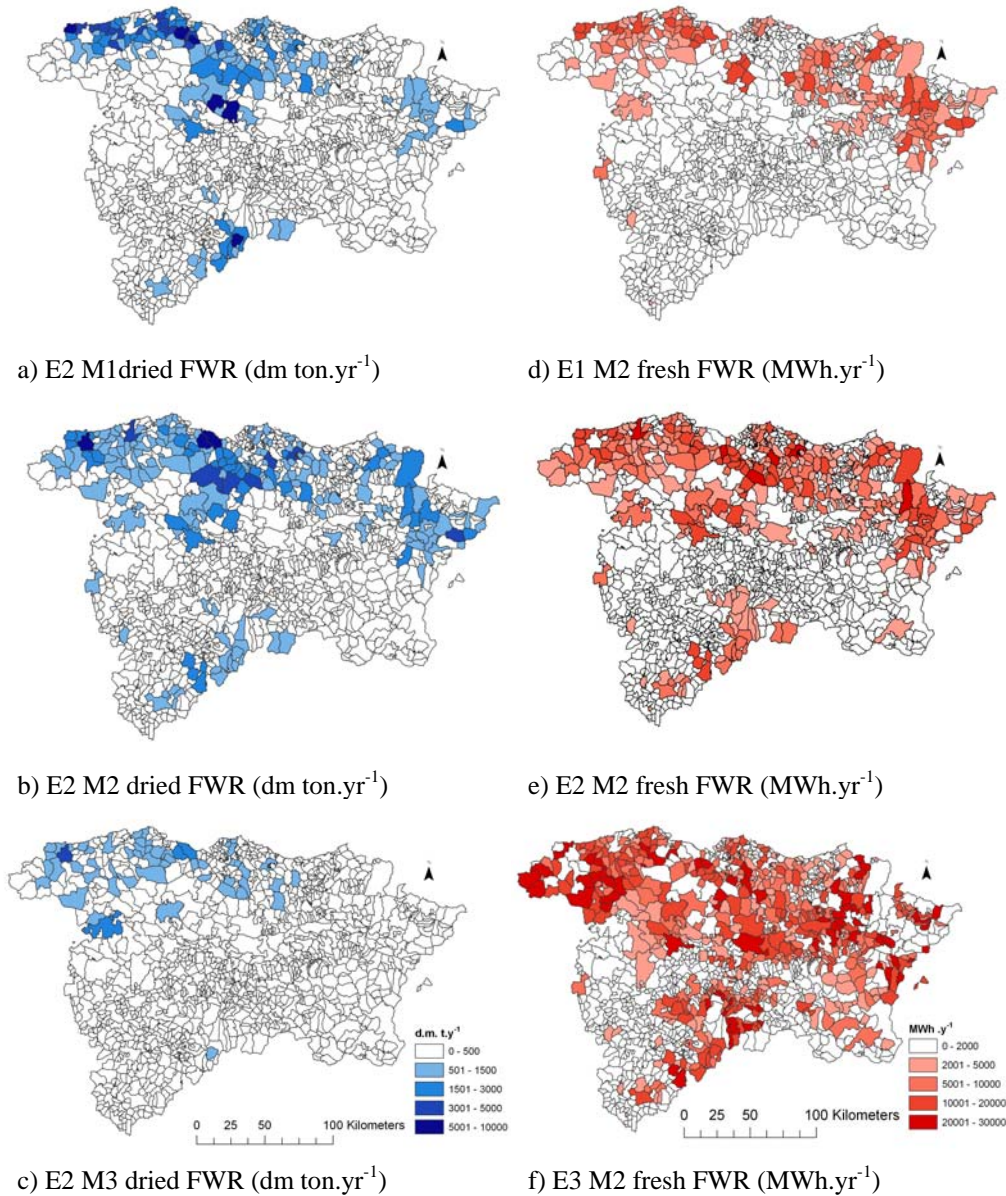 a) E2 M1dried FWR (dm ton.yr-1)
d) E1 M2 fresh FWR (MWh.yr-1)
b) E2 M2 dried FWR (dm ton.yr-1)
e) E2 M2 fresh FWR (MWh.yr-1)
d.m. t.y-1
0 - 500
501 - 1500
1501 - 3000
3001 - 5000
5001 - 10000
0 25 50 100 Kilometers
MWh .y-1
0 - 2000
2001 - 5000
5001 - 10000
10001 - 20000
20001 - 30000
0 25 50 100 Kilometers
c) E2 M3 dried FWR (dm ton.yr-1)
f) E3 M2 fresh FWR (MWh.yr-1)